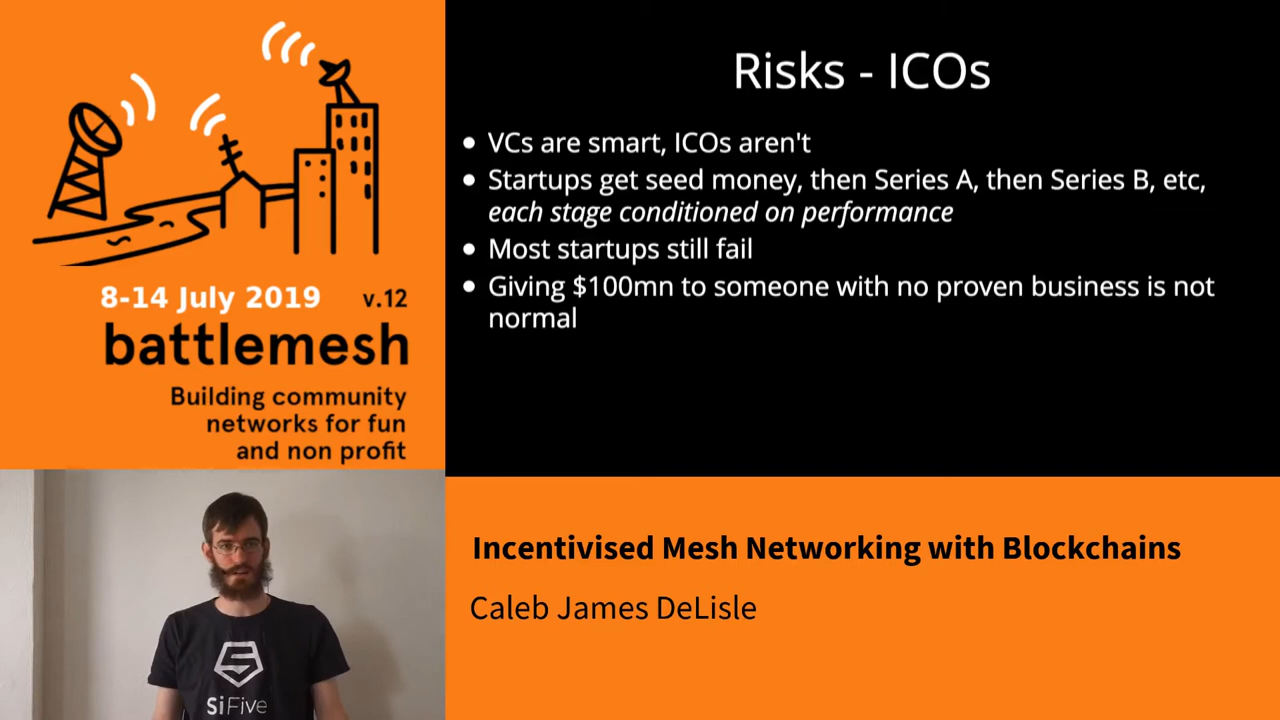 8-14 July 2019 v.12
battlemesh
Building community
networks for fun
and non profit
Risks - ICOs
• VCs are smart, ICOs aren't
• Startups get seed money, then Series A, then Series B, etc,
each stage conditioned on performance
• Most startups still fail
• Giving $100mn to someone with no proven business is not
normal
SiFive
Incentivised Mesh Networking with Blockchains
Caleb James DeLisle